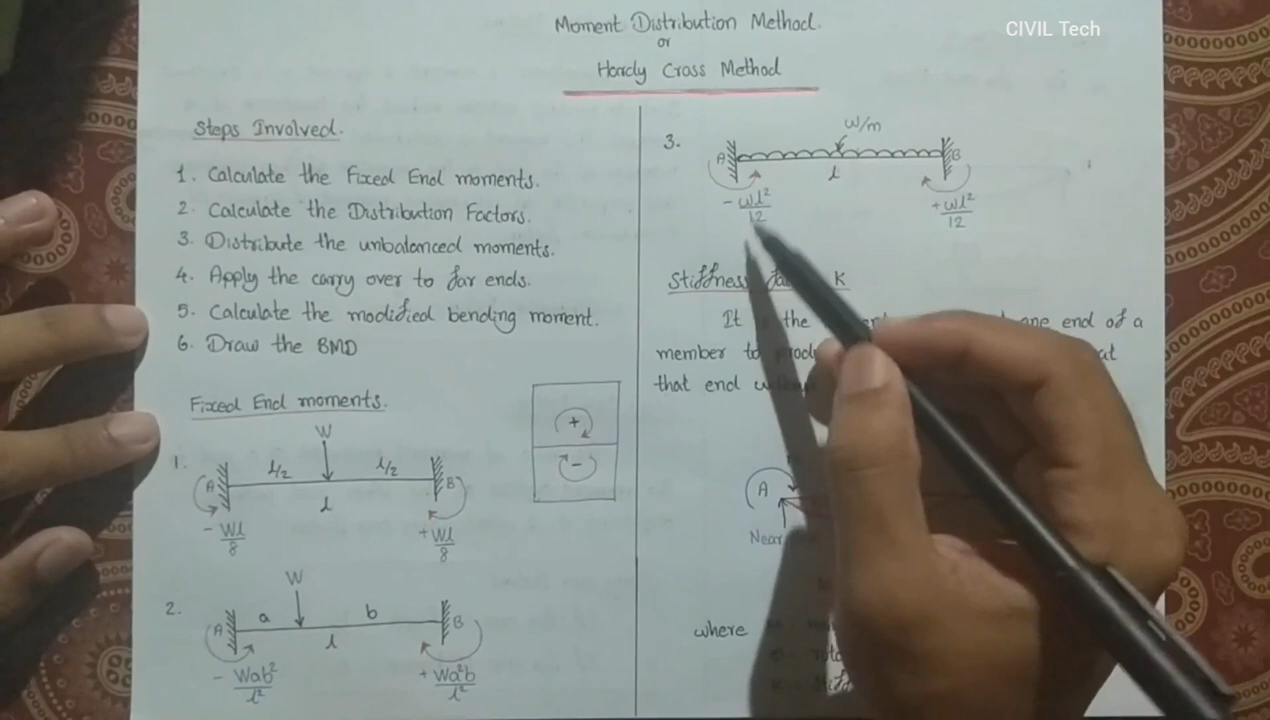 Moment Distribution Method.
or
Hardy Cross Method
CIVIL Tech
Steps Involved.
1. Calculate the Fixed End moments.
2. Calculate the Distribution Factors.
3. Distribute the unbalanced moments.
4. Apply the carry over to far ends.
5. Calculate the modified bending moment.
6. Draw the BMD
Fixed End moments.
+
-
1.
W
A l/2 l/2 B
l
- Wl/8 + Wl/8
2.
W
A a b B
l
- Wab²/l² + Wa²b/l²
3.
W/m
A B
l
- wl²/12 + wl²/12
Stiffness K
It the one end of a
member to at
that end
A
Near
where